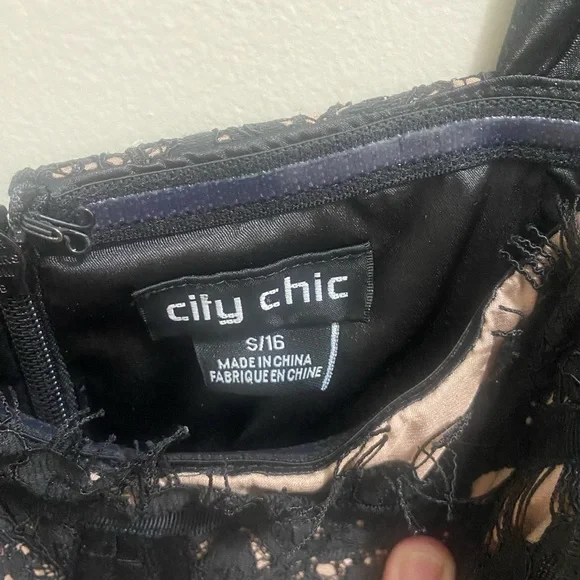 city chic
S/16
MADE IN CHINA
FABRIQUE EN CHINE